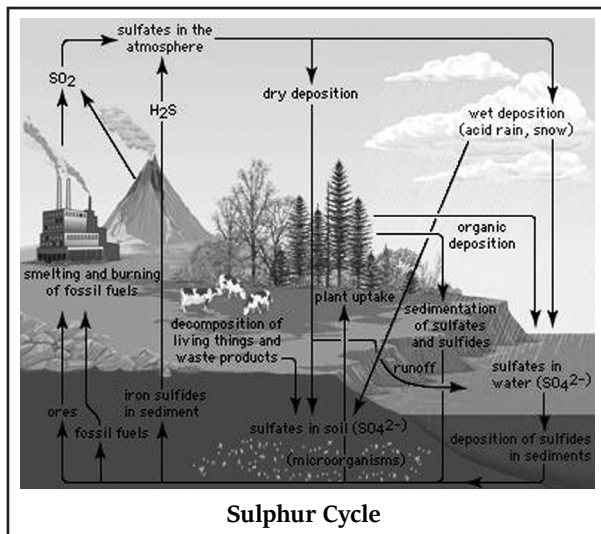 sulfates in the
atmosphere
SO2
H2S
dry deposition
wet deposition
(acid rain, snow)
organic
deposition
smelting and burning
of fossil fuels
plant uptake
sedimentation
of sulfates
and sulfides
decomposition of
living things and
waste products
runoff
sulfates in
water (SO42-)
ores
fossil fuels
iron sulfides
in sediment
sulfates in soil (SO42-)
(microorganisms)
deposition of sulfides
in sediments
Sulphur Cycle